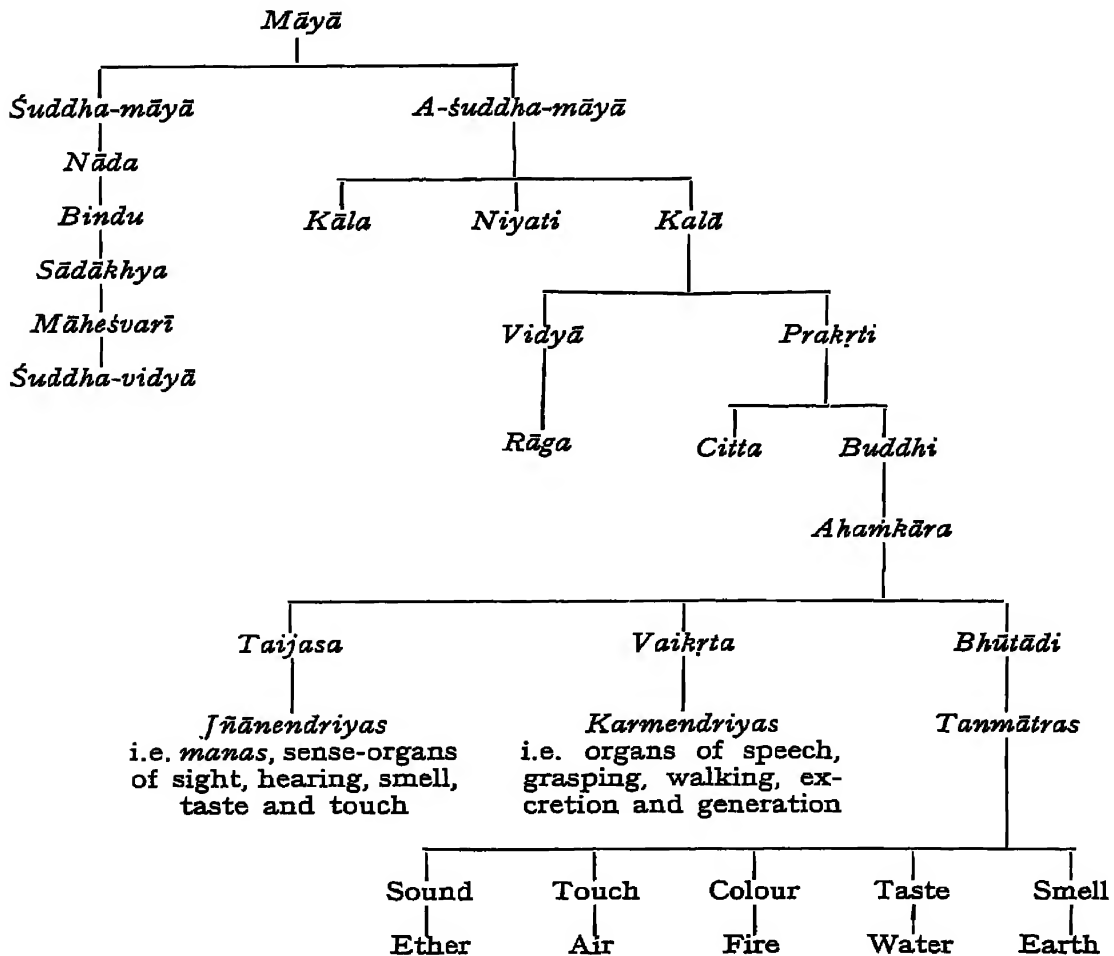 Māyā
Śuddha-māyā A-śuddha-māyā
Nāda
Bindu Kāla Niyati Kalā
Sādākhya
Māheśvarī Vidyā Prakṛti
Śuddha-vidyā
Rāga Citta Buddhi
Ahaṁkāra
Taijasa Vaikṛta Bhūtādi
Jñānendriyas Karmendriyas Tanmātras
i.e. manas, sense-organs i.e. organs of speech,
of sight, hearing, smell, grasping, walking, ex-
taste and touch cretion and generation
Sound Touch Colour Taste Smell
Ether Air Fire Water Earth